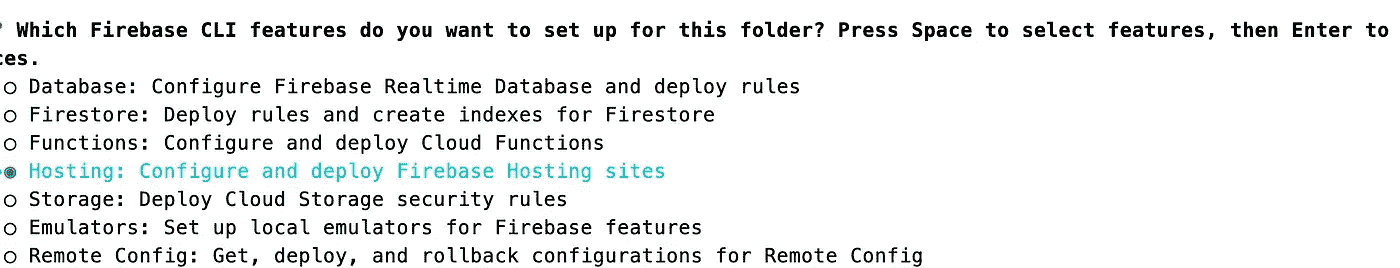 ? Which Firebase CLI features do you want to set up for this folder? Press Space to select features, then Enter to
ces.
○ Database: Configure Firebase Realtime Database and deploy rules
○ Firestore: Deploy rules and create indexes for Firestore
○ Functions: Configure and deploy Cloud Functions
◉ Hosting: Configure and deploy Firebase Hosting sites
○ Storage: Deploy Cloud Storage security rules
○ Emulators: Set up local emulators for Firebase features
○ Remote Config: Get, deploy, and rollback configurations for Remote Config